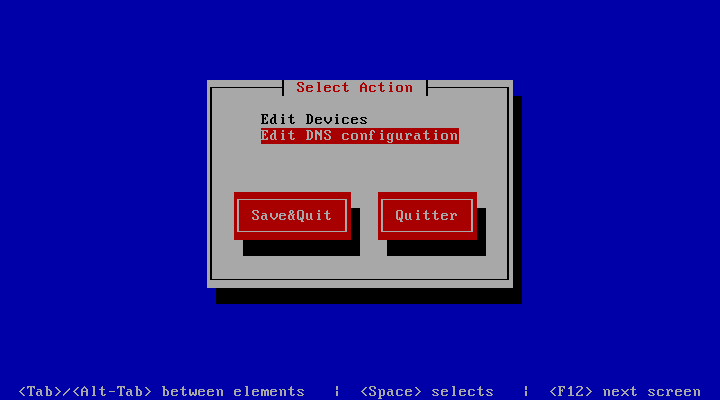 Select Action
Edit Devices
Edit DNS configuration
Save&Quit Quitter
<Tab>/<Alt-Tab> between elements | <Space> selects | <F12> next screen